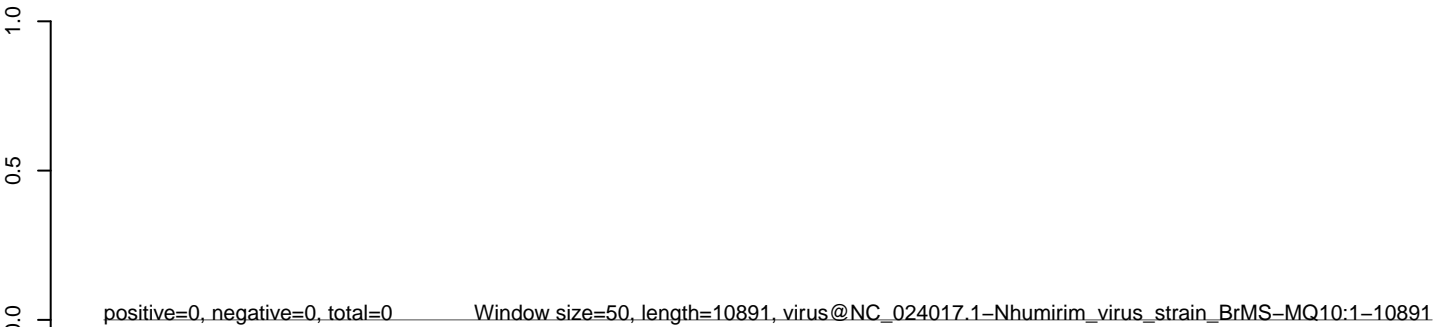 1.0
0.5
0.0
positive=0, negative=0, total=0 Window size=50, length=10891, virus@NC_024017.1−Nhumirim_virus_strain_BrMS−MQ10:1−10891